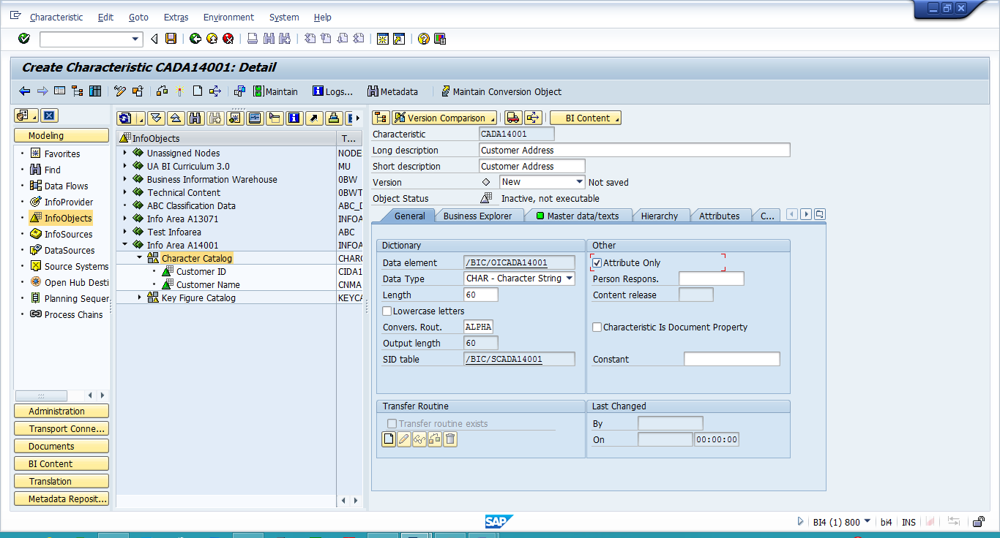 Characteristic Edit Goto Extras Environment System Help
Create Characteristic CADA14001: Detail
Maintain Logs... Metadata Maintain Conversion Object
Modeling
Favorites
Find
Data Flows
InfoProvider
InfoObjects
InfoSources
DataSources
Source Systems
Open Hub Desti
Planning Sequer
Process Chains
Administration
Transport Conne...
Documents
BI Content
Translation
Metadata Reposit...
InfoObjects T...
Unassigned Nodes NODE
UA BI Curriculum 3.0 MU
Business Information Warehouse 0BW
Technical Content 0BWT
ABC Classification Data ABC_D
Info Area A13071 INFOA
Test Infoarea ABC
Info Area A14001 INFOA
Character Catalog CHAR
Customer ID CIDA1
Customer Name CNMA
Key Figure Catalog KEYCA
Version Comparison BI Content
Characteristic CADA14001
Long description Customer Address
Short description Customer Address
Version New Not saved
Object Status Inactive, not executable
General Business Explorer Master data/texts Hierarchy Attributes C...
Dictionary
Data element /BIC/OICADA14001
Data Type CHAR - Character String
Length 60
Lowercase letters
Convers. Rout. ALPHA
Output length 60
SID table /BIC/SCADA14001
Other
Attribute Only
Person Respons.
Content release
Characteristic Is Document Property
Constant
Transfer Routine
Transfer routine exists
Last Changed
By
On 00:00:00
SAP BI4 (1) 800 bi4 INS